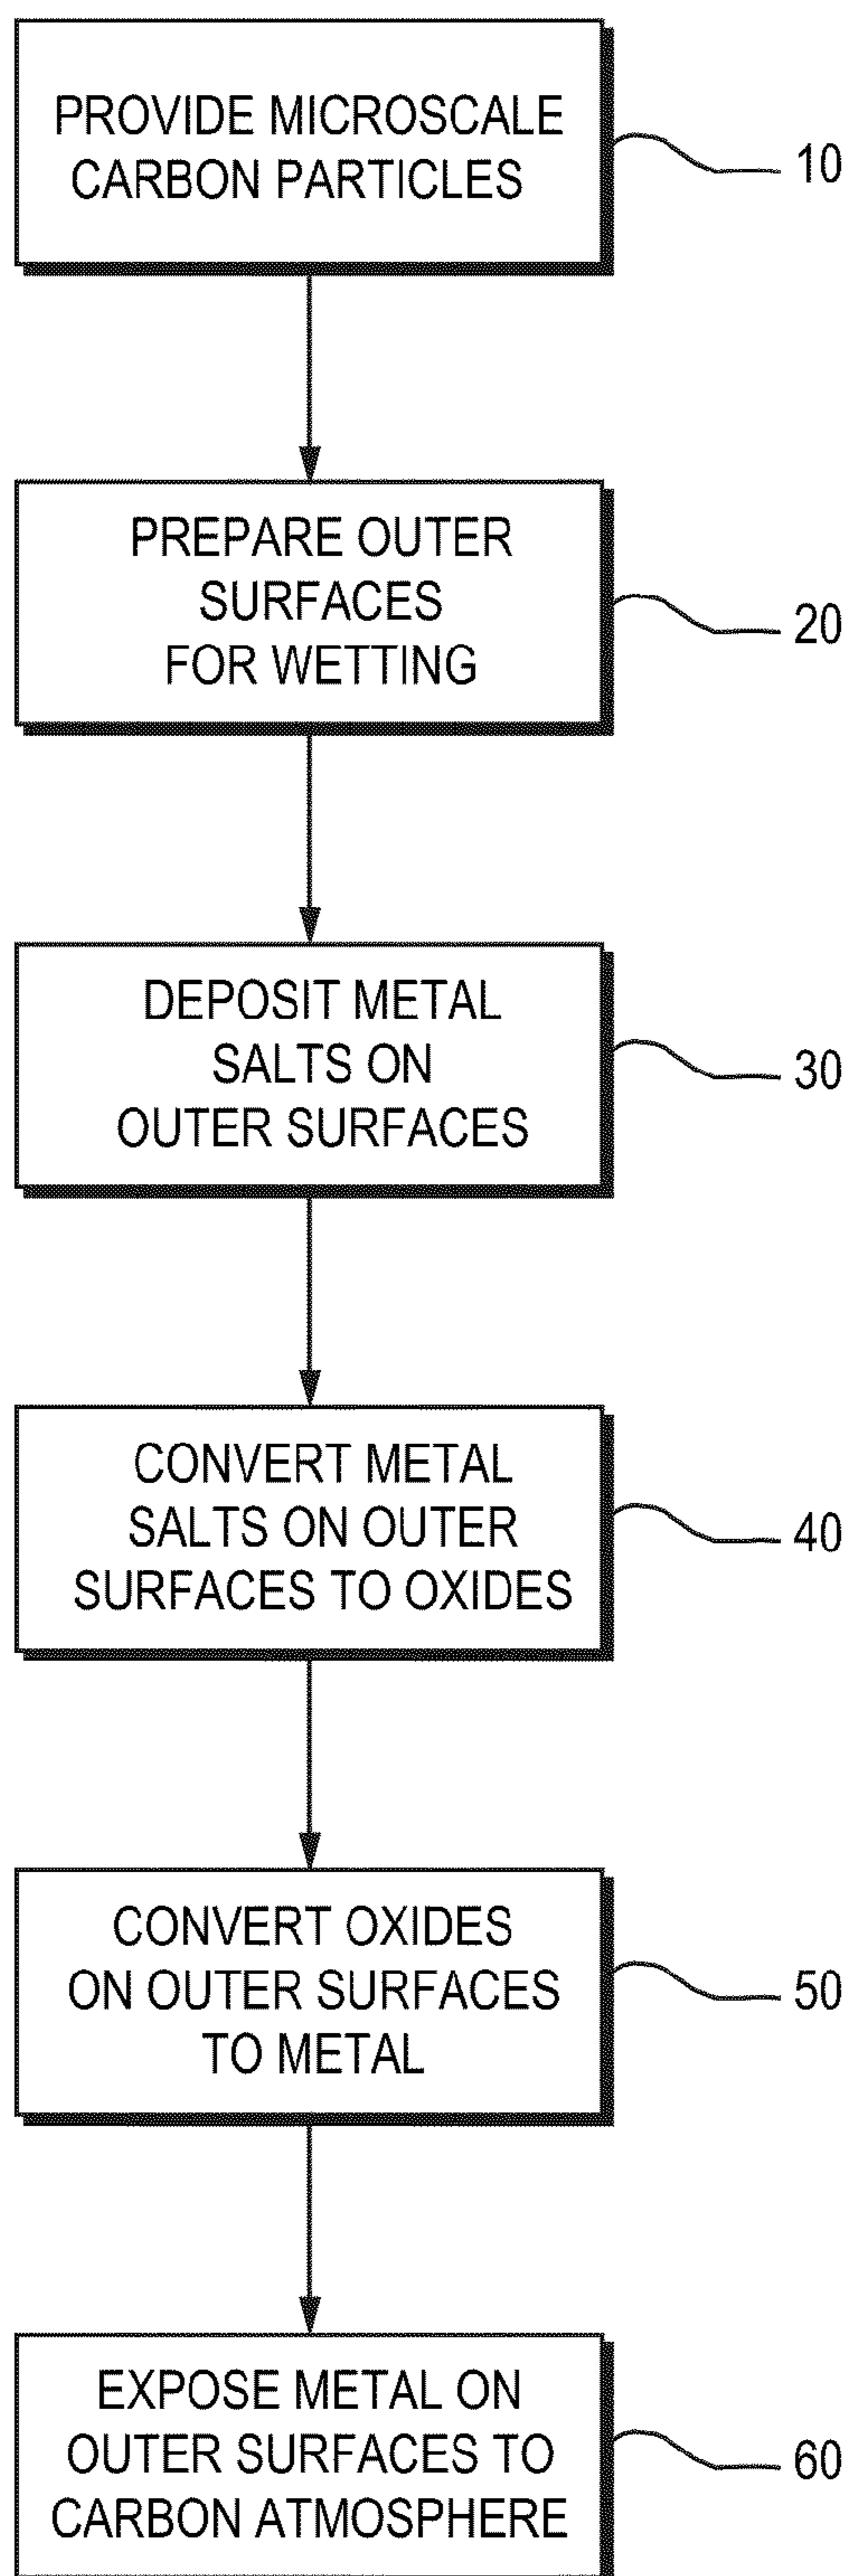 PROVIDE MICROSCALE
CARBON PARTICLES
10
PREPARE OUTER
SURFACES
FOR WETTING
20
DEPOSIT METAL
SALTS ON
OUTER SURFACES
30
CONVERT METAL
SALTS ON OUTER
SURFACES TO OXIDES
40
CONVERT OXIDES
ON OUTER SURFACES
TO METAL
50
EXPOSE METAL ON
OUTER SURFACES TO
CARBON ATMOSPHERE
60